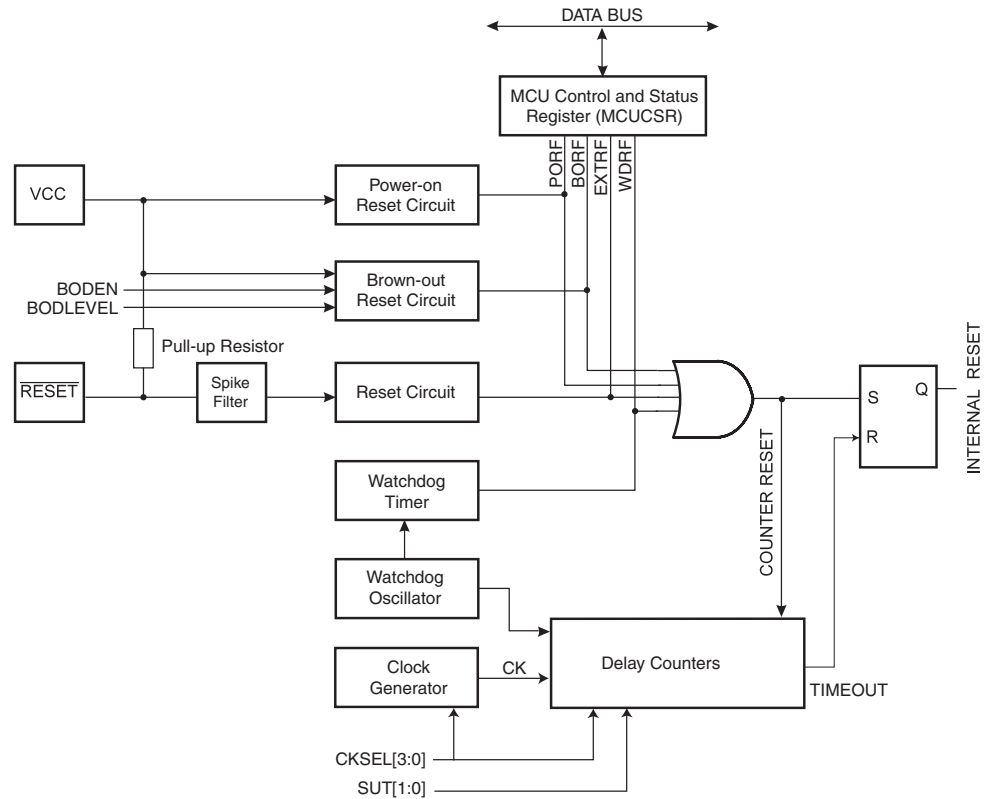 DATA BUS
MCU Control and Status
Register (MCUCSR)
PORF
BORF
EXTRF
WDRF
VCC
Power-on
Reset Circuit
BODEN
BODLEVEL
Brown-out
Reset Circuit
Pull-up Resistor
RESET
Spike
Filter
Reset Circuit
S
Q
R
INTERNAL RESET
COUNTER RESET
Watchdog
Timer
Watchdog
Oscillator
Clock
Generator
CK
Delay Counters
TIMEOUT
CKSEL[3:0]
SUT[1:0]